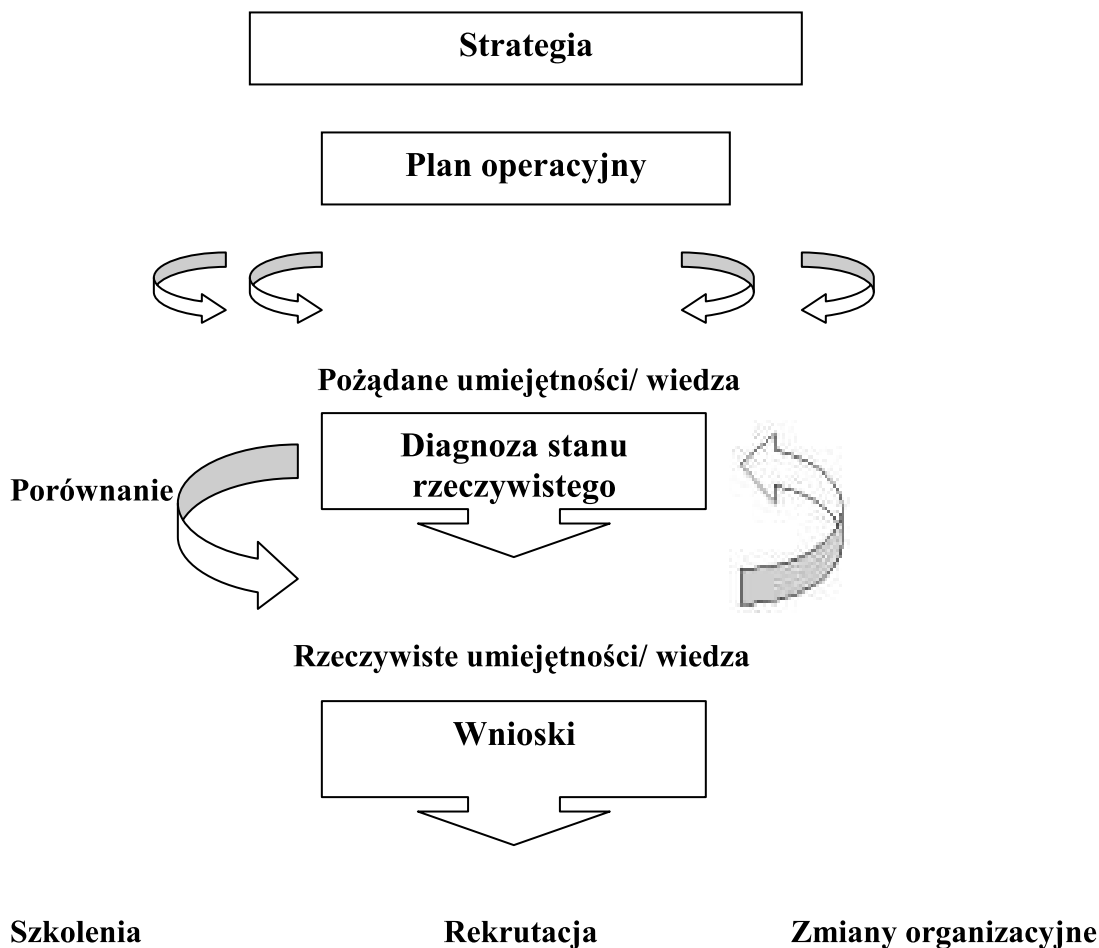 Strategia
Plan operacyjny
Pożądane umiejętności/ wiedza
Diagnoza stanu
rzeczywistego
Porównanie
Rzeczywiste umiejętności/ wiedza
Wnioski
Szkolenia
Rekrutacja
Zmiany organizacyjne